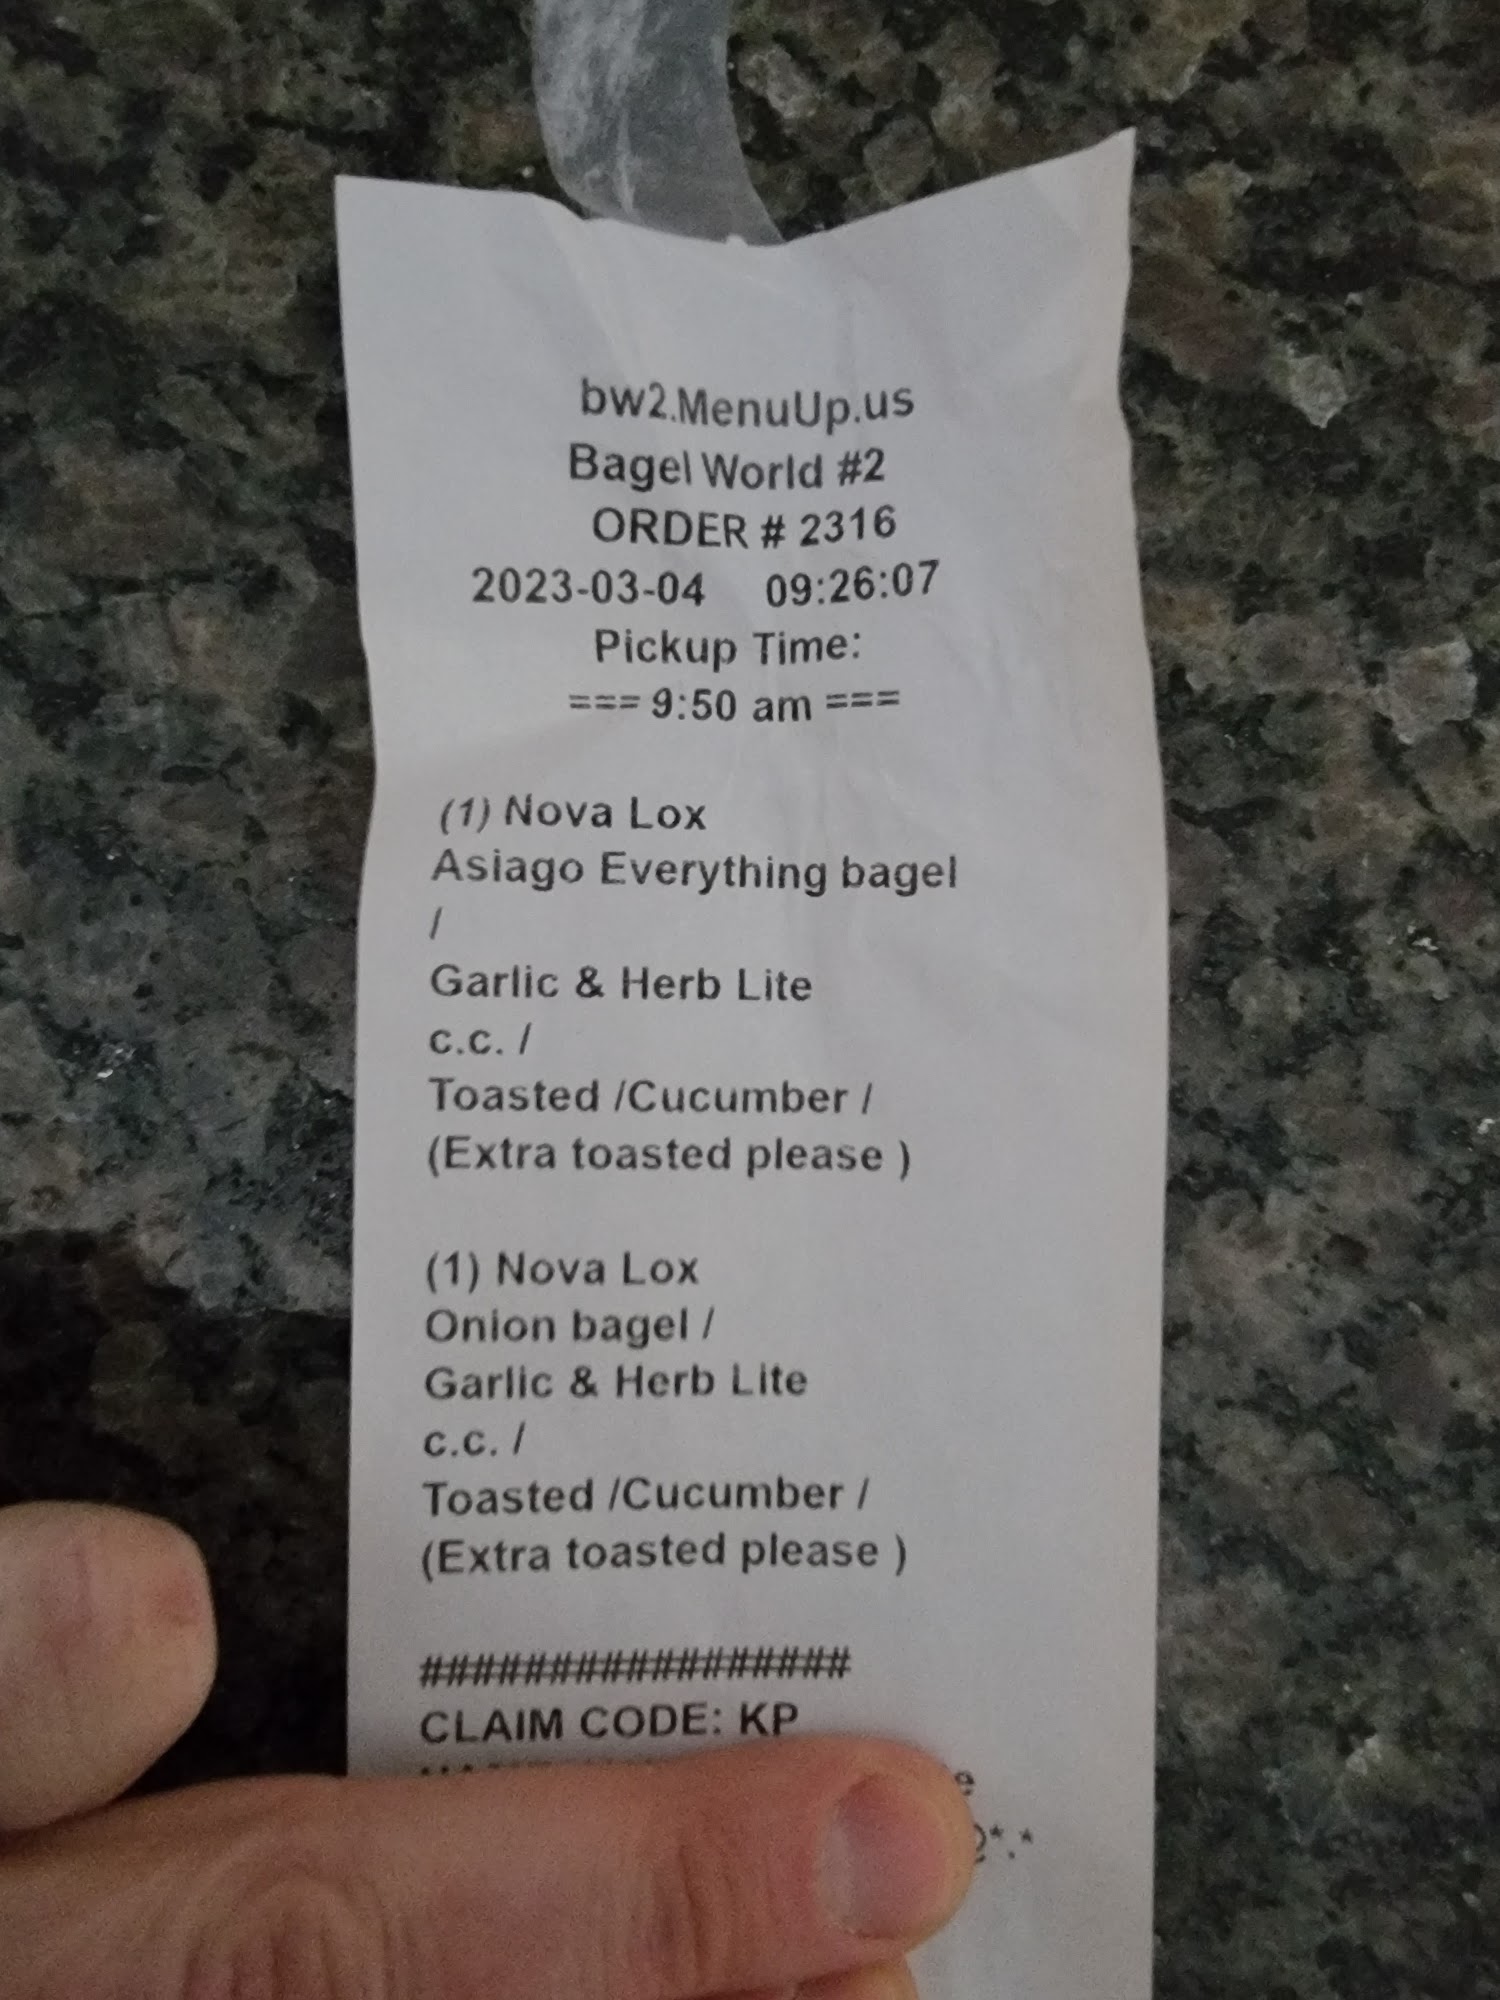 bw2.MenuUp.us
Bagel World #2
ORDER # 2316
2023-03-04 09:26:07
Pickup Time:
=== 9:50 am ===
(1) Nova Lox
Asiago Everything bagel
/
Garlic & Herb Lite
c.c. /
Toasted /Cucumber /
(Extra toasted please )
(1) Nova Lox
Onion bagel /
Garlic & Herb Lite
c.c. /
Toasted /Cucumber /
(Extra toasted please )
#################
CLAIM CODE: KP